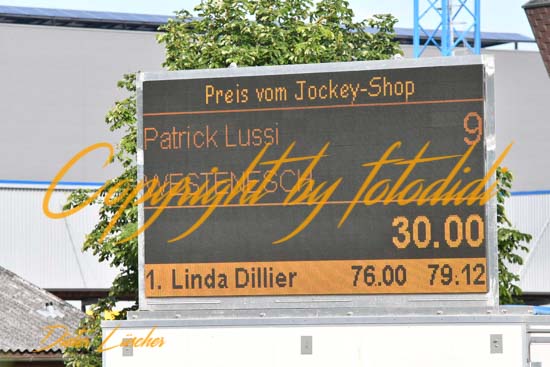 Preis vom Jockey-Shop
Patrick Lussi 9
WESTENESCH
Copyright by fotodidi
30.00
1. Linda Dillier 76.00 79.12